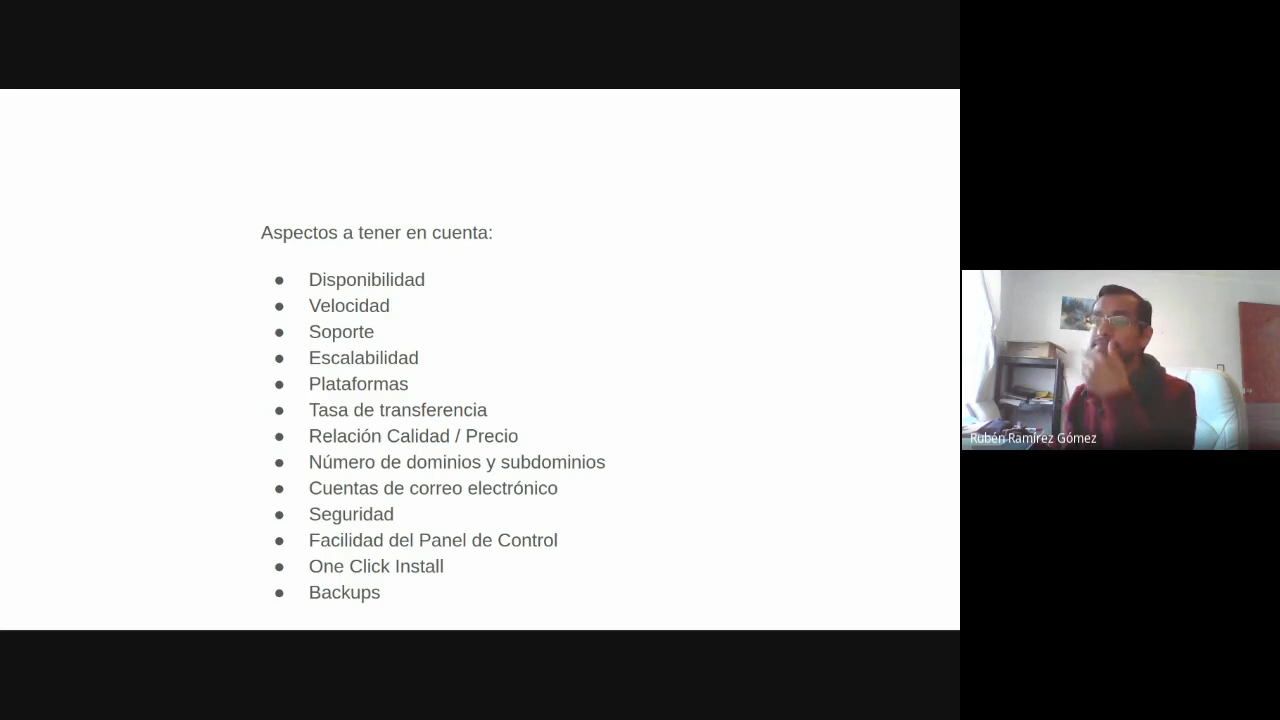 Aspectos a tener en cuenta:
● Disponibilidad
● Velocidad
● Soporte
● Escalabilidad
● Plataformas
● Tasa de transferencia
● Relación Calidad / Precio
● Número de dominios y subdominios
● Cuentas de correo electrónico
● Seguridad
● Facilidad del Panel de Control
● One Click Install
● Backups
Rubén Ramírez Gómez